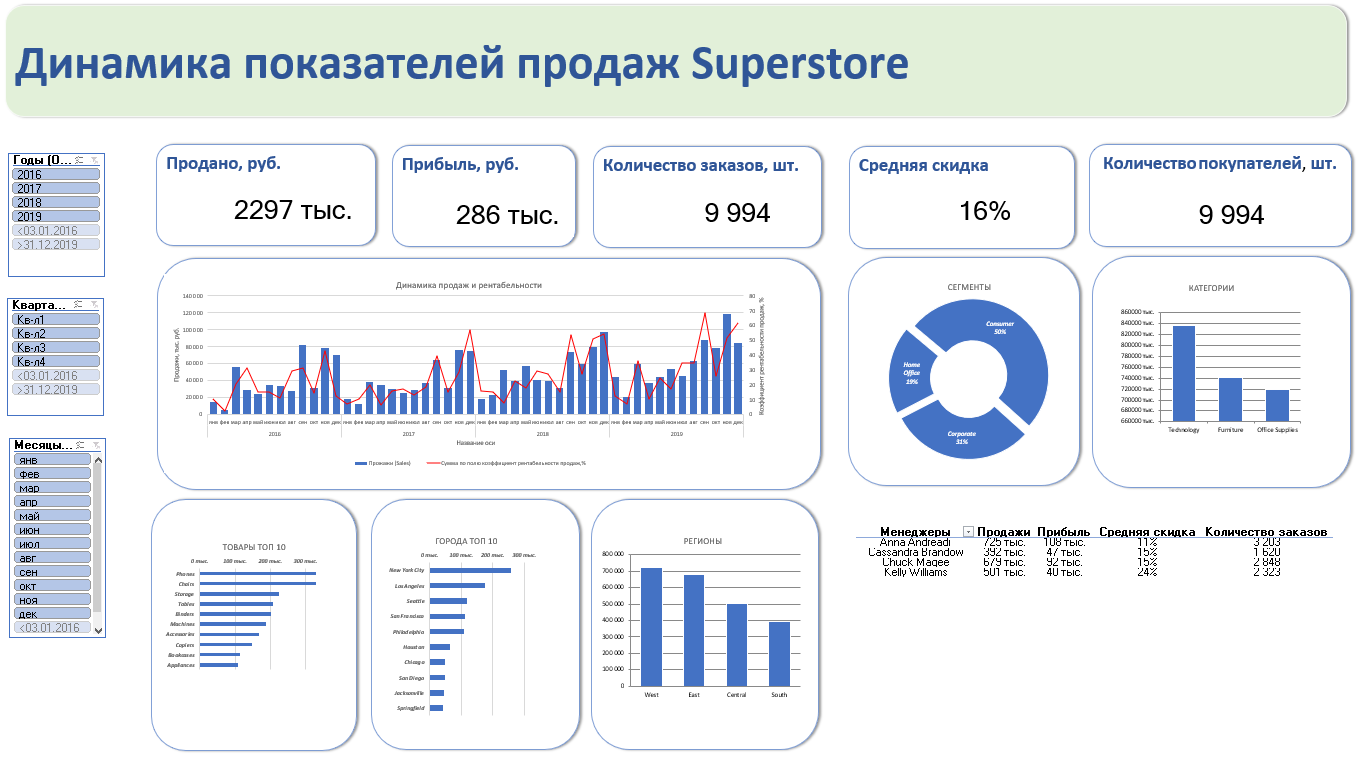 Динамика показателей продаж Superstore
Годы (О...
2016
2017
2018
2019
<03.01.2016
>31.12.2019
Кварта...
Кв-л1
Кв-л2
Кв-л3
Кв-л4
<03.01.2016
>31.12.2019
Месяцы...
янв
фев
мар
апр
май
июн
июл
авг
сен
окт
ноя
дек
<03.01.2016
Продано, руб.
2297 тыс.
Прибыль, руб.
286 тыс.
Количество заказов, шт.
9 994
Средняя скидка
16%
Количество покупателей, шт.
9 994
Динамика продаж и рентабельности
Продажи, тыс. руб.
140 000
120 000
100 000
80 000
60 000
40 000
20 000
0
80
70
60
50
40
30
20
10
0
Коэффициент рентабельности продаж, %
янв фев мар апр май июн июл авг сен окт ноя дек янв фев мар апр май июн июл авг сен окт ноя дек янв фев мар апр май июн июл авг сен окт ноя дек янв фев мар апр май июн июл авг сен окт ноя дек
2016 2017 2018 2019
Название оси
(Sales)
Сумма по полю коэффициент рентабельности продаж,%
СЕГМЕНТЫ
Consumer
50%
Home
Office
19%
Corporate
31%
КАТЕГОРИИ
860000 тыс.
840000 тыс.
820000 тыс.
800000 тыс.
780000 тыс.
760000 тыс.
740000 тыс.
720000 тыс.
700000 тыс.
680000 тыс.
660000 тыс.
Technology Furniture Office Supplies
ТОВАРЫ ТОП 10
0 тыс. 100 тыс. 200 тыс. 300 тыс.
Phones
Chairs
Storage
Tables
Binders
Machines
Accessories
Copiers
Bookcases
Appliances
ГОРОДА ТОП 10
0 тыс. 100 тыс. 200 тыс. 300 тыс.
New York City
Los Angeles
Seattle
San Francisco
Philadelphia
Houston
Chicago
San Diego
Jacksonville
Springfield
РЕГИОНЫ
800 000
700 000
600 000
500 000
400 000
300 000
200 000
100 000
0
West East Central South
Менеджеры Продажи Прибыль Средняя скидка Количество заказов
Anna Andreadi 725 тыс. 108 тыс. 11% 3 203
Cassandra Brandow 392 тыс. 47 тыс. 15% 1 620
Chuck Magee 679 тыс. 92 тыс. 15% 2 848
Kelly Williams 501 тыс. 40 тыс. 24% 2 323